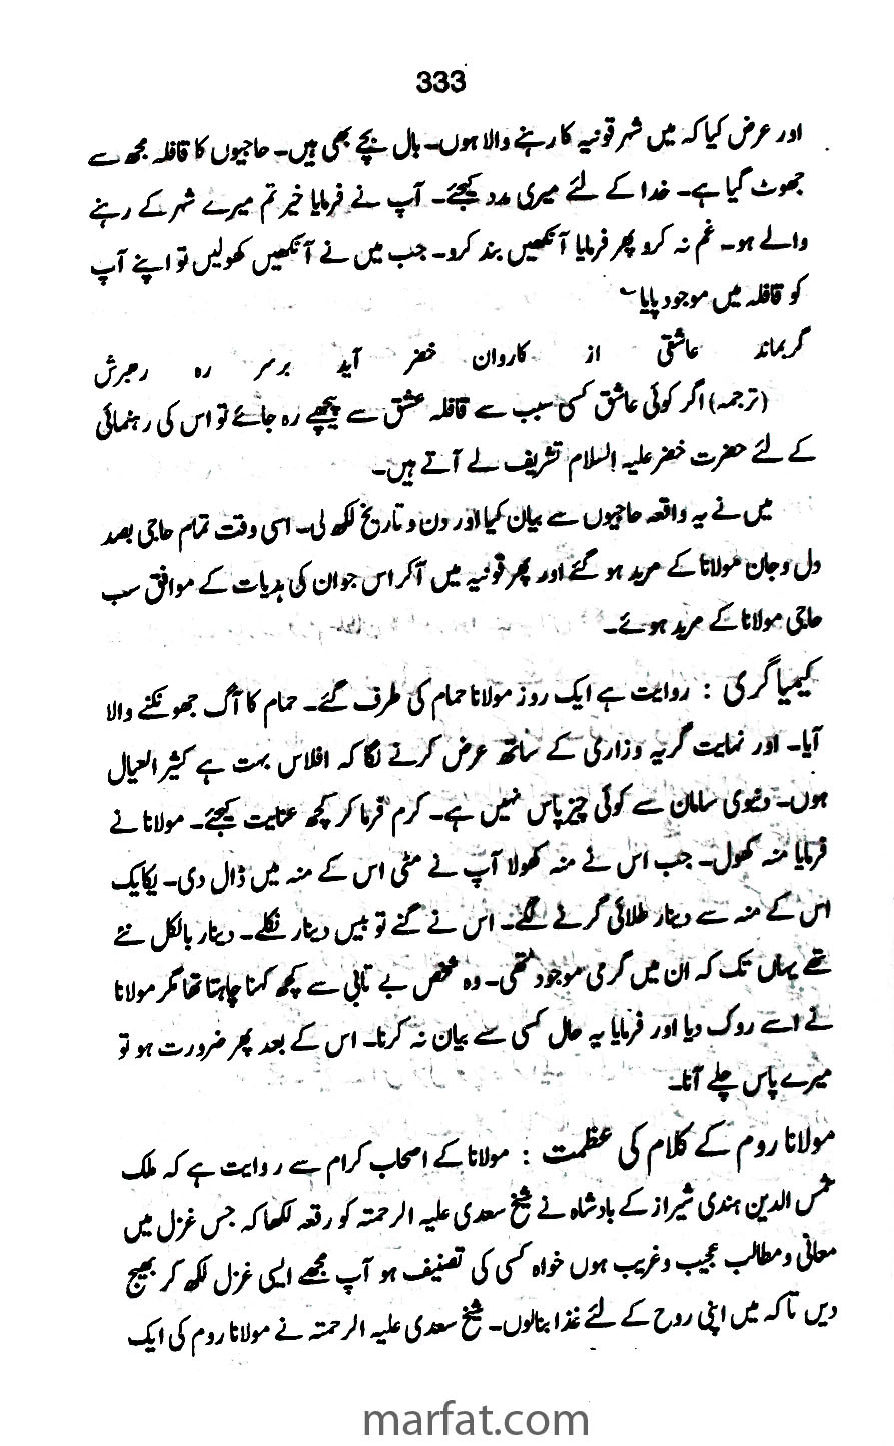 333
اور عرض کیا کہ میں شہر قونیہ کا رہنے والا ہوں۔ بال بچے بھی ہیں۔ حاجیوں کا قافلہ مجھ سے
چھوٹ گیا ہے۔ خدا کے لئے میری مدد کیجئے۔ آپ نے فرمایا خیر تم میرے شہر کے رہنے
والے ہو۔ غم نہ کرو پھر فرمایا آنکھیں بند کرو۔ جب میں نے آنکھیں کھولیں تو اپنے آپ
کو قافلہ میں موجود پایا۔
گر بماند عاشقی از کاروان خضر آید برسر رہ رہبرش
(ترجمہ) اگر کوئی عاشق کسی سبب سے قافلہ عشق سے پیچھے رہ جائے تو اس کی رہنمائی
کے لئے حضرت خضر علیہ السلام تشریف لے آتے ہیں۔
میں نے یہ واقعہ حاجیوں سے بیان کیا اور دن و تاریخ لکھ لی۔ اسی وقت تمام حاجی بصد
دل و جان مولانا کے مرید ہو گئے اور پھر قونیہ میں آکر اس جوان کی ہدیات کے موافق سب
حاجی مولانا کے مرید ہوئے۔
کیمیا گری : روایت ہے ایک روز مولانا حمام کی طرف گئے۔ حمام کا آگ جھونکنے والا
آیا۔ اور نہایت گریہ وزاری کے ساتھ عرض کرنے لگا کہ افلاس بہت ہے کثیر العیال
ہوں۔ دنیوی سامان سے کوئی چیز پاس نہیں ہے۔ کرم فرما کر کچھ عنایت کیجئے۔ مولانا نے
فرمایا منہ کھول۔ جب اس نے منہ کھولا آپ نے مٹی اس کے منہ میں ڈال دی۔ یکایک
اس کے منہ سے دینار طلائی گرنے لگے۔ اس نے گنے تو بیس دینار نکلے۔ دینار بالکل نئے
تھے یہاں تک کہ ان میں گرمی موجود تھی۔ وہ شخص بے تابی سے کچھ کہنا چاہتا تھا مگر مولانا
نے اسے روک دیا اور فرمایا یہ حال کسی سے بیان نہ کرنا۔ اس کے بعد پھر ضرورت ہو تو
میرے پاس چلے آنا۔
مولانا روم کے کلام کی عظمت : مولانا کے اصحاب کرام سے روایت ہے کہ ملک
شمس الدین ہندی شیراز کے بادشاہ نے شیخ سعدی علیہ الرحمتہ کو رقعہ لکھا کہ جس غزل میں
معانی و مطالب عجیب و غریب ہوں خواہ کسی کی تصنیف ہو آپ مجھے ایسی غزل لکھ کر بھیج
دیں تاکہ میں اپنی روح کے لئے غذا بنالوں۔ شیخ سعدی علیہ الرحمتہ نے مولانا روم کی ایک
marfat.com